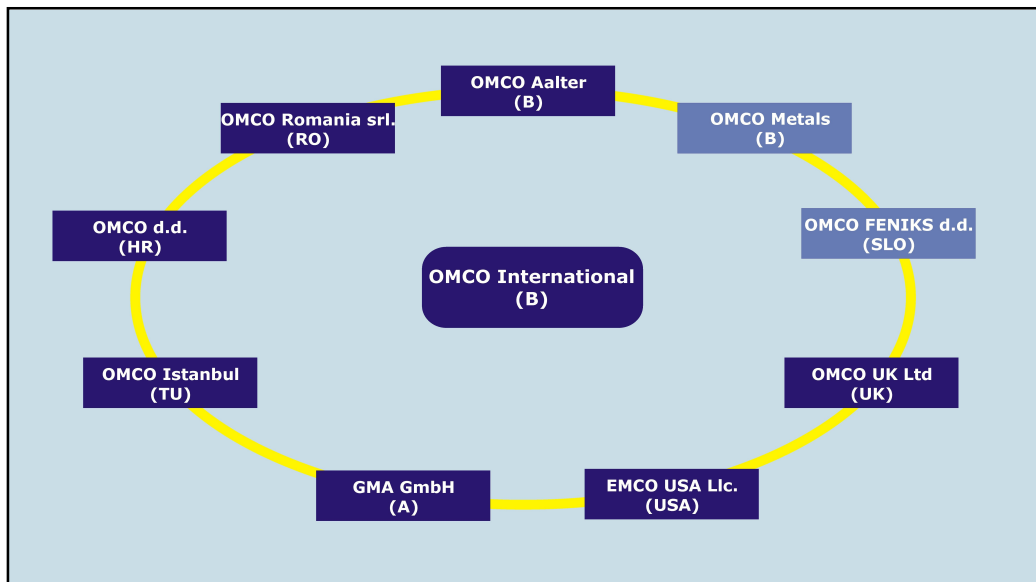 OMCO Aalter
(B)
OMCO Romania srl.
(RO)
OMCO Metals
(B)
OMCO d.d.
(HR)
OMCO FENIKS d.d.
(SLO)
OMCO International
(B)
OMCO Istanbul
(TU)
OMCO UK Ltd
(UK)
GMA GmbH
(A)
EMCO USA Llc.
(USA)